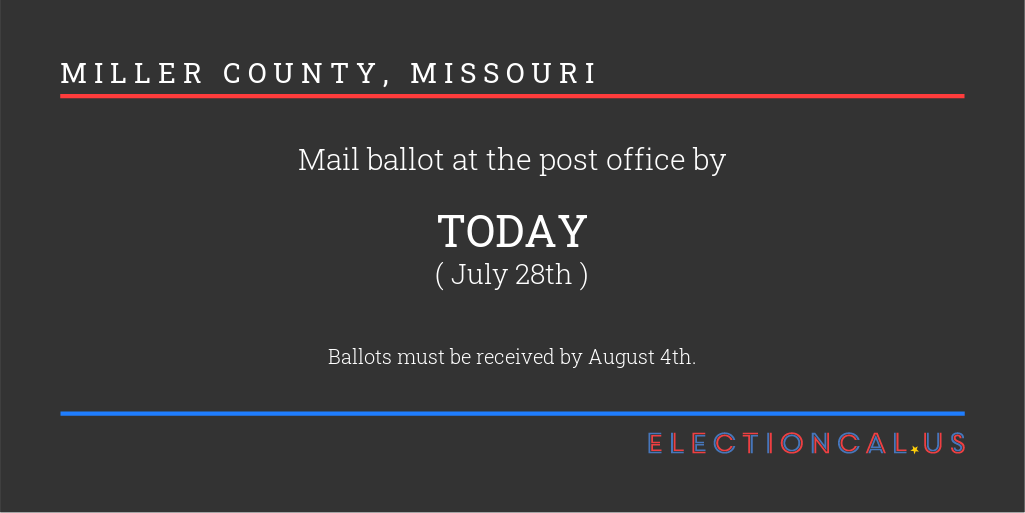 MILLER COUNTY, MISSOURI
Mail ballot at the post office by
TODAY
( July 28th )
Ballots must be received by August 4th.
ELECTIONCAL.US